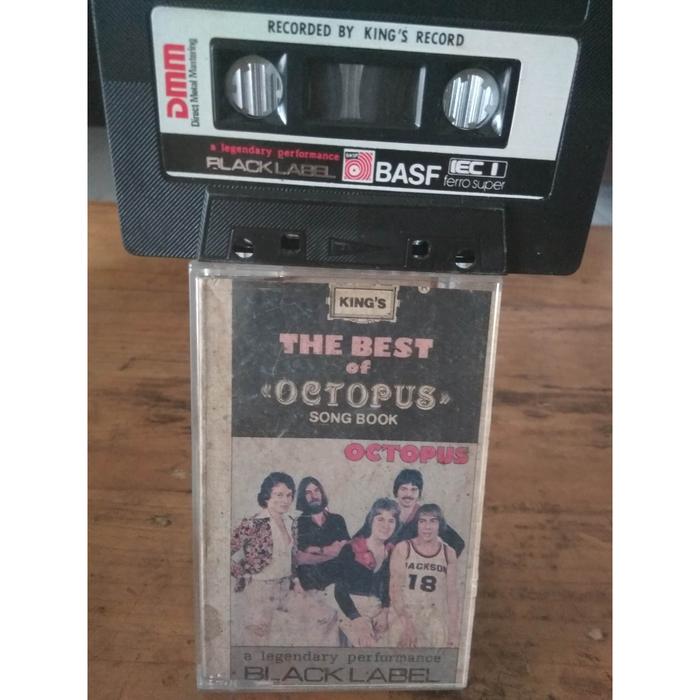 RECORDED BY KING'S RECORD
DMM
Direct Metal Mastering
a legendary performance
BLACK LABEL
BASF
BASF
IEC I
ferro super
KING'S
®
THE BEST
of
«OCTOPUS»
SONG BOOK
OCTOPUS
JACKSON
18
a legendary performance
BLACK LABEL